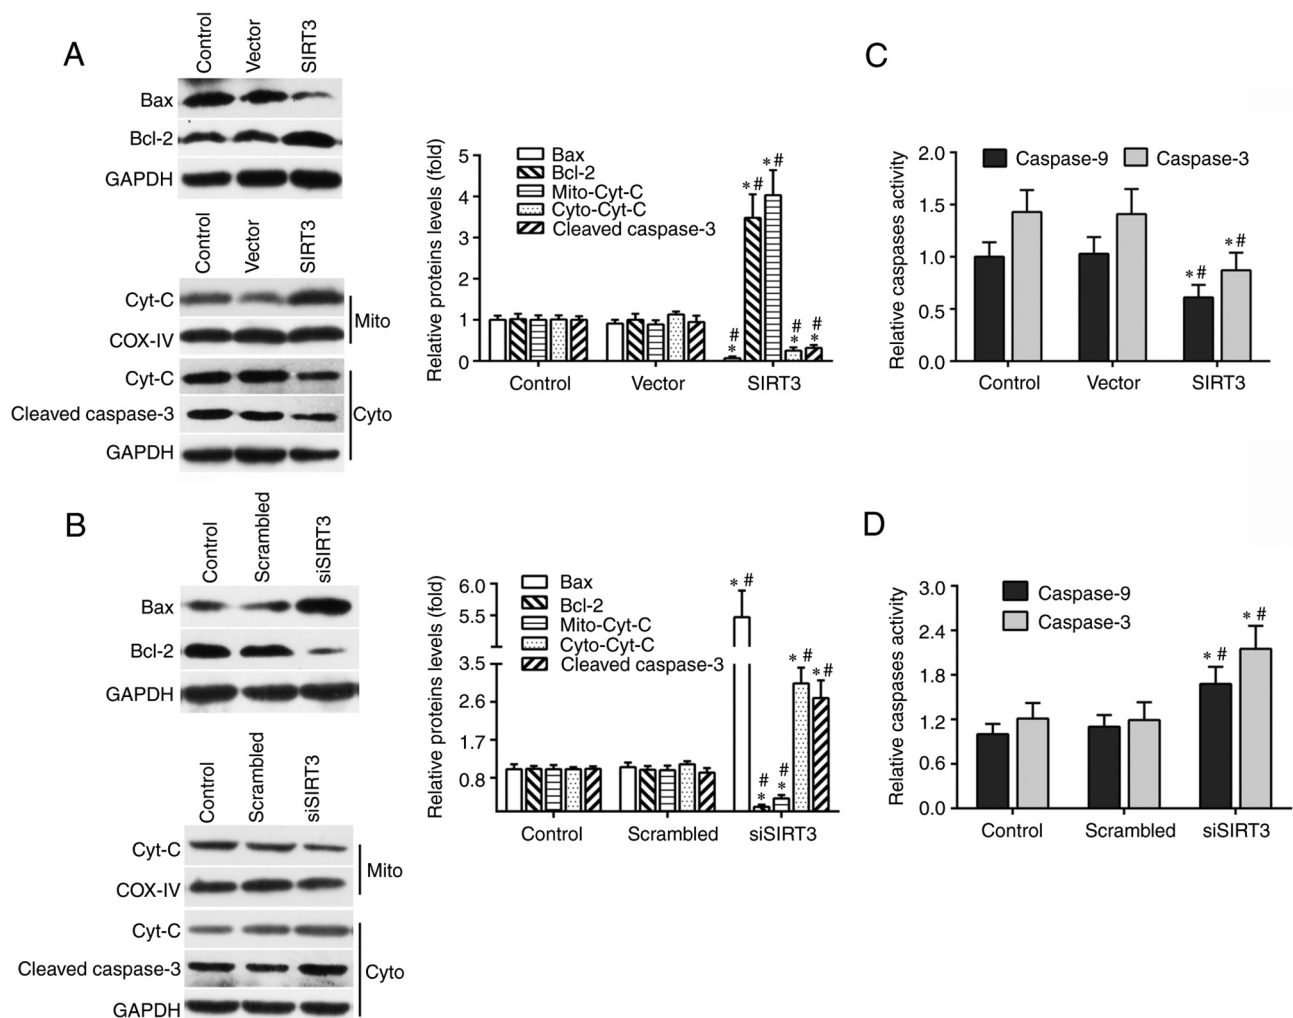 A
Control
Vector
SIRT3
Bax
Bcl-2
GAPDH
Control
Vector
SIRT3
Cyt-C
COX-IV
Mito
Cyt-C
Cleaved caspase-3
GAPDH
Cyto
Relative proteins levels (fold)
5
4
3
2
1
0
Bax
Bcl-2
Mito-Cyt-C
Cyto-Cyt-C
Cleaved caspase-3
# *
* #
* #
# *
# *
Control
Vector
SIRT3
C
Relative caspases activity
2.0
1.5
1.0
0.5
0.0
Caspase-9
Caspase-3
* #
* #
Control
Vector
SIRT3
B
Control
Scrambled
siSIRT3
Bax
Bcl-2
GAPDH
Control
Scrambled
siSIRT3
Cyt-C
COX-IV
Mito
Cyt-C
Cleaved caspase-3
GAPDH
Cyto
Relative proteins levels (fold)
6.0
5.5
3.5
2.6
1.7
0.8
Bax
Bcl-2
Mito-Cyt-C
Cyto-Cyt-C
Cleaved caspase-3
* #
# *
# *
* #
* #
Control
Scrambled
siSIRT3
D
Relative caspases activity
3.0
2.4
1.8
1.2
0.6
0.0
Caspase-9
Caspase-3
* #
* #
Control
Scrambled
siSIRT3